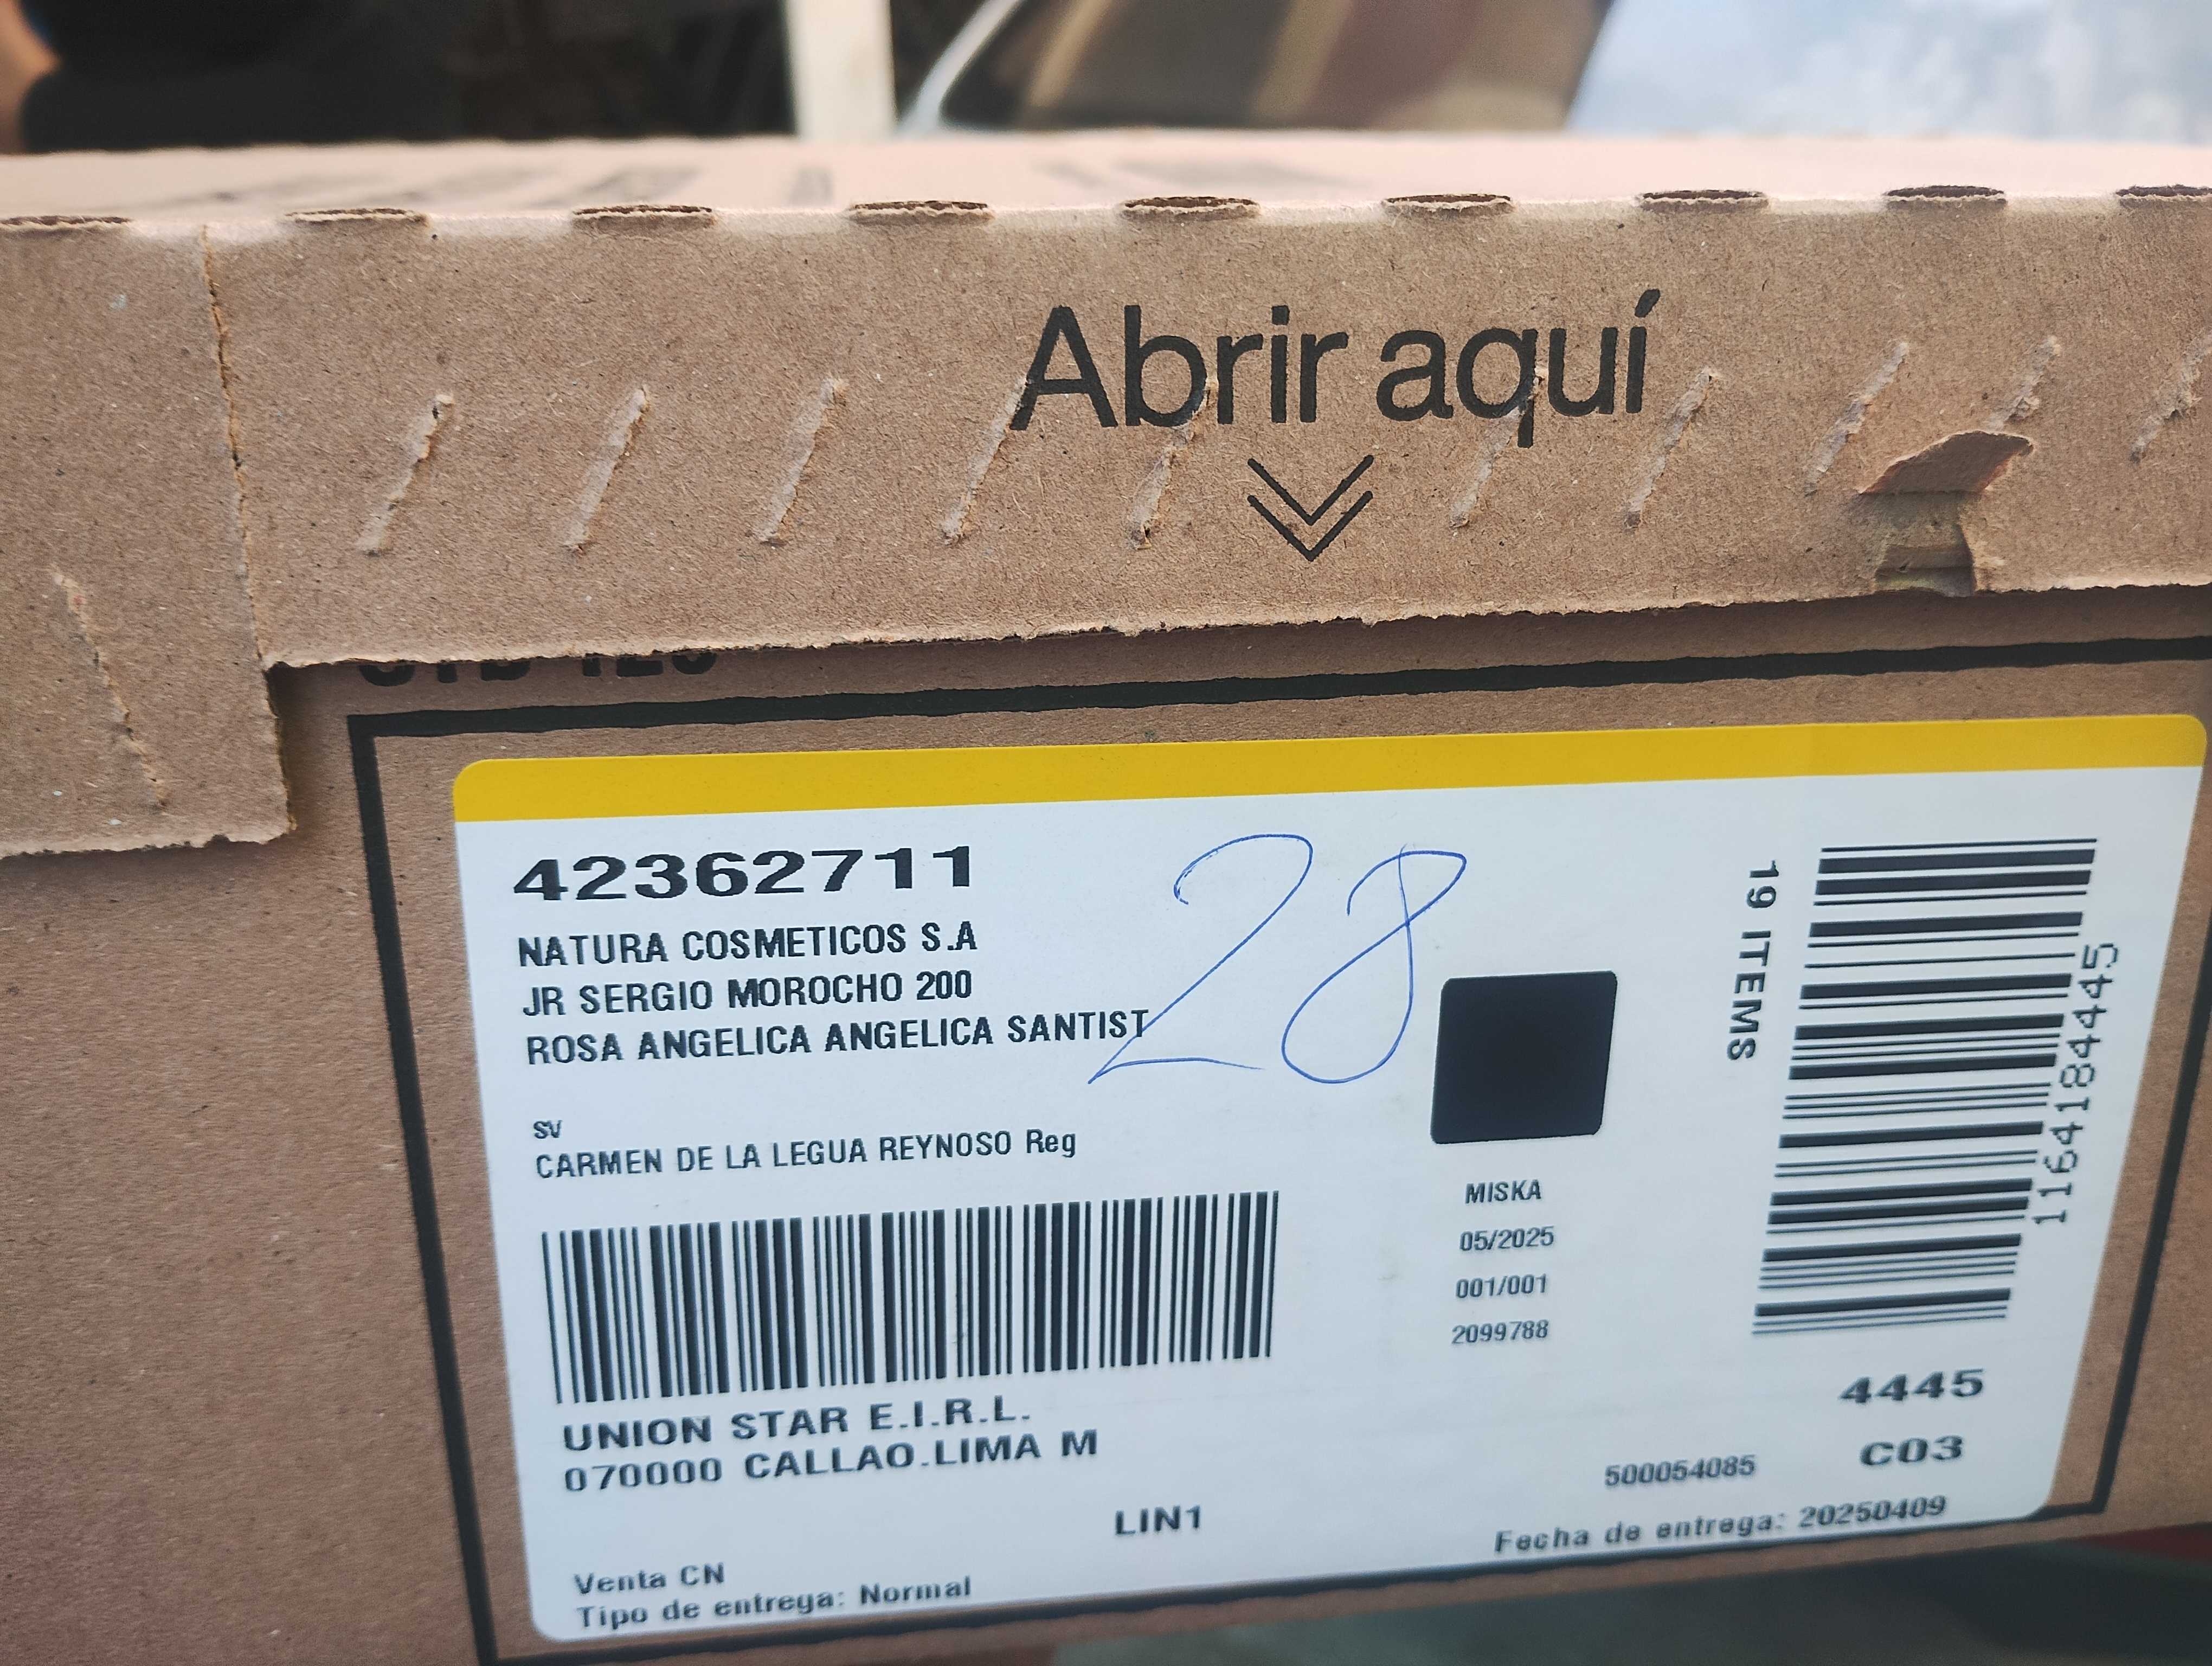 Abrir aquí
42362711
NATURA COSMETICOS S.A
JR SERGIO MOROCHO 200
ROSA ANGELICA ANGELICA SANTIST
28
SV
CARMEN DE LA LEGUA REYNOSO Reg
UNION STAR E.I.R.L.
070000 CALLAO.LIMA M
LIN1
Venta CN
Tipo de entrega: Normal
MISKA
05/2025
001/001
2099788
19 ITEMS
1164184445
4445
C03
500054085
Fecha de entrega: 20250409